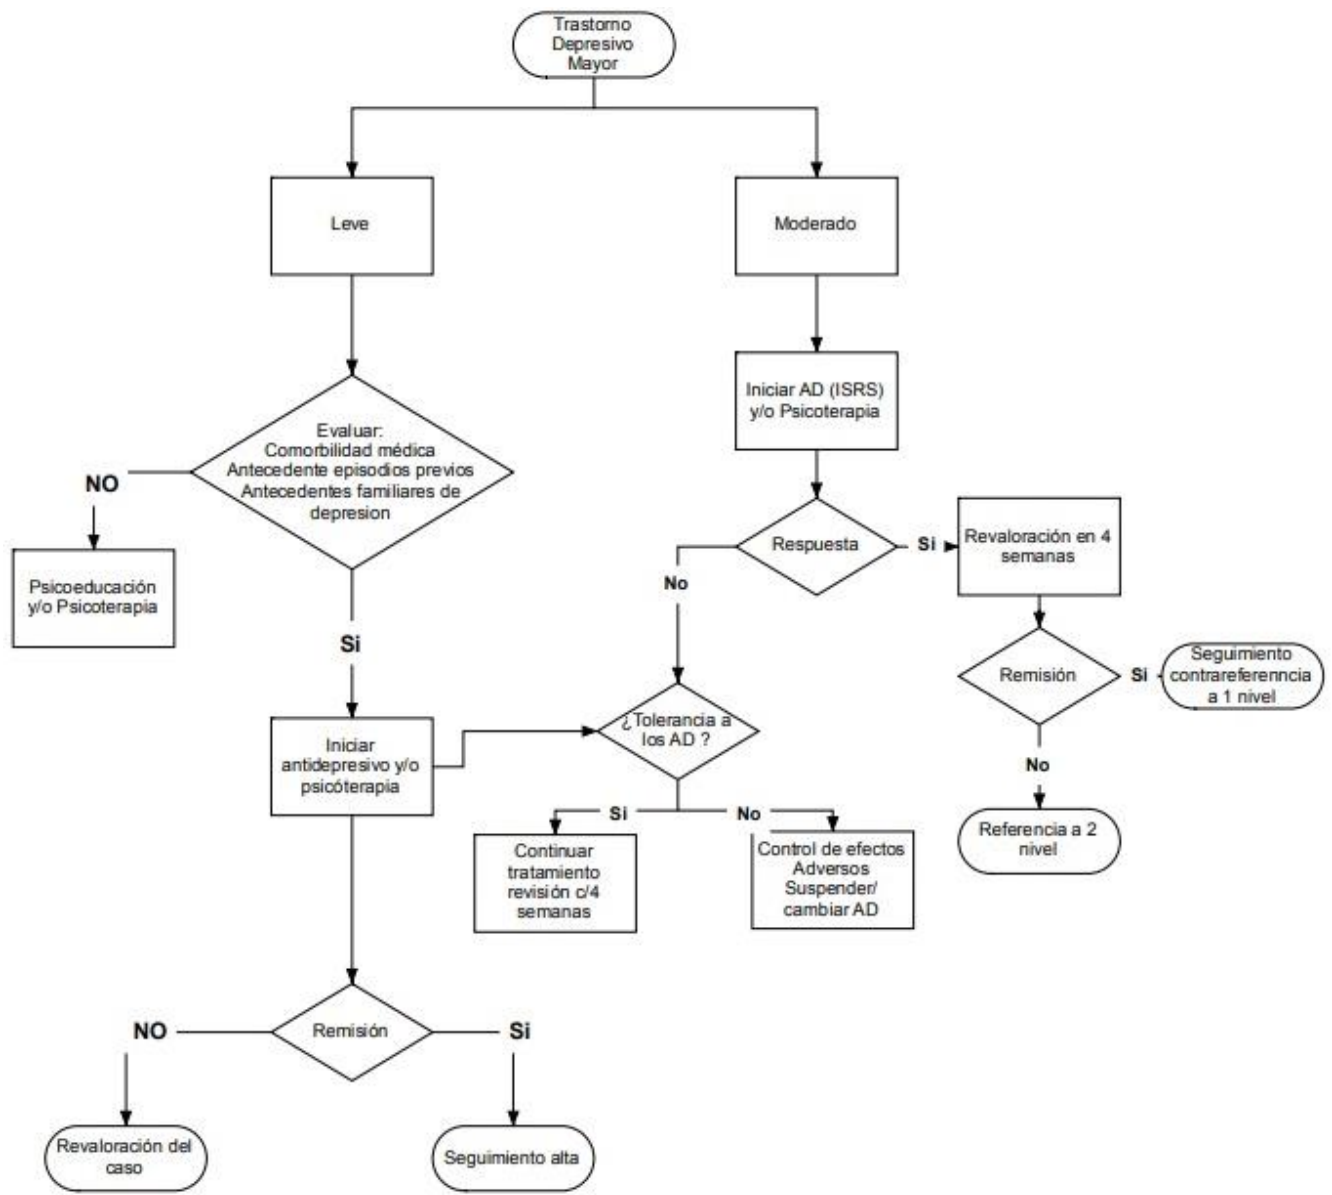 Trastorno
Depresivo
Mayor
Leve
Moderado
Iniciar AD (ISRS)
y/o Psicoterapia
Evaluar:
Comorbilidad médica
Antecedente episodios previos
Antecedentes familiares de
depresion
NO
Psicoeducación
y/o Psicoterapia
Si
Respuesta
Si
Revaloración en 4
semanas
No
Remisión
Si
Seguimiento
contrareferenncia
a 1 nivel
No
Referencia a 2
nivel
Iniciar
antidepresivo y/o
psicóterapia
¿Tolerancia a
los AD ?
Si
No
Continuar
tratamiento
revisión c/4
semanas
Control de efectos
Adversos
Suspender/
cambiar AD
Remisión
NO
Si
Revaloración del
caso
Seguimiento alta